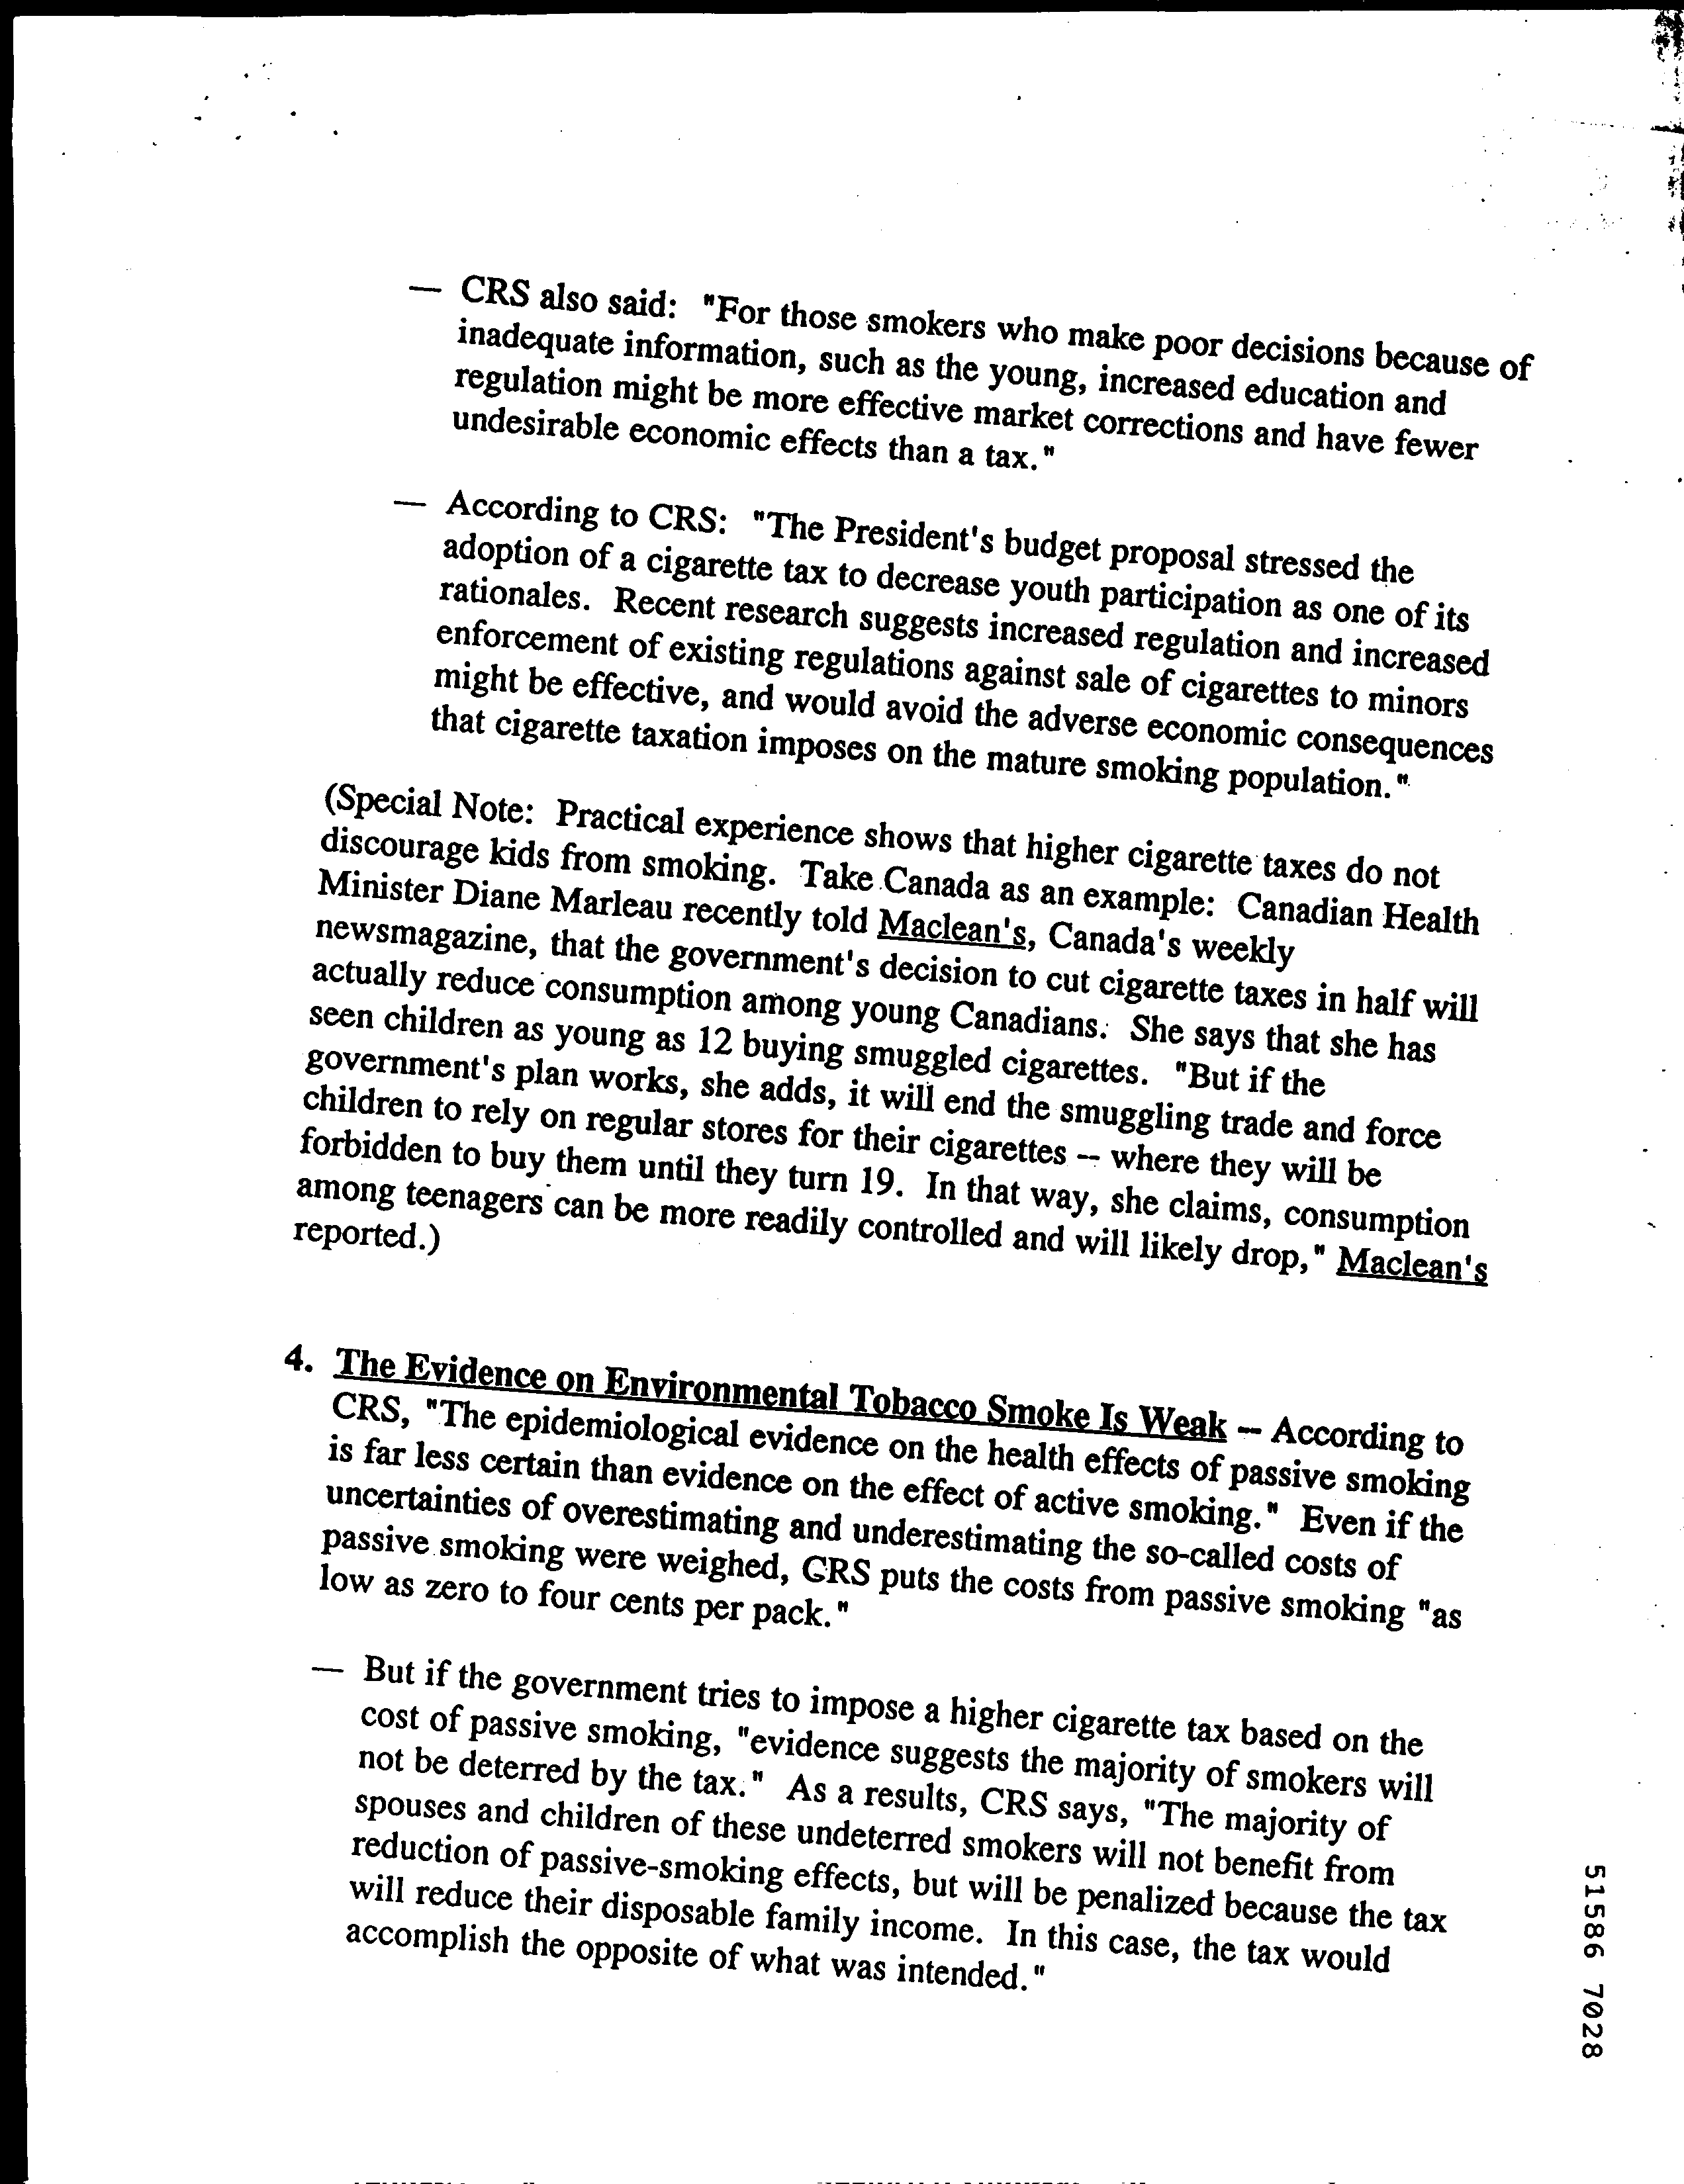 — CRS also said: "For those smokers who make poor decisions because of
inadequate information, such as the young, increased education and
regulation might be more effective market corrections and have fewer
undesirable economic effects than a tax."
— According to CRS: "The President's budget proposal stressed the
adoption of a cigarette tax to decrease youth participation as one of its
rationales. Recent research suggests increased regulation and increased
enforcement of existing regulations against sale of cigarettes to minors
might be effective, and would avoid the adverse economic consequences
that cigarette taxation imposes on the mature smoking population."
(Special Note: Practical experience shows that higher cigarette taxes do not
discourage kids from smoking. Take Canada as an example: Canadian Health
Minister Diane Marleau recently told Maclean's, Canada's weekly
newsmagazine, that the government's decision to cut cigarette taxes in half will
actually reduce consumption among young Canadians. She says that she has
seen children as young as 12 buying smuggled cigarettes. "But if the
government's plan works, she adds, it will end the smuggling trade and force
children to rely on regular stores for their cigarettes -- where they will be
forbidden to buy them until they turn 19. In that way, she claims, consumption
among teenagers can be more readily controlled and will likely drop," Maclean's
reported.)
4. The Evidence on Environmental Tobacco Smoke Is Weak -- According to
CRS, "The epidemiological evidence on the health effects of passive smoking
is far less certain than evidence on the effect of active smoking." Even if the
uncertainties of overestimating and underestimating the so-called costs of
passive smoking were weighed, CRS puts the costs from passive smoking "as
low as zero to four cents per pack."
— But if the government tries to impose a higher cigarette tax based on the
cost of passive smoking, "evidence suggests the majority of smokers will
not be deterred by the tax." As a results, CRS says, "The majority of
spouses and children of these undeterred smokers will not benefit from
reduction of passive-smoking effects, but will be penalized because the tax
will reduce their disposable family income. In this case, the tax would
accomplish the opposite of what was intended."
51586 7028